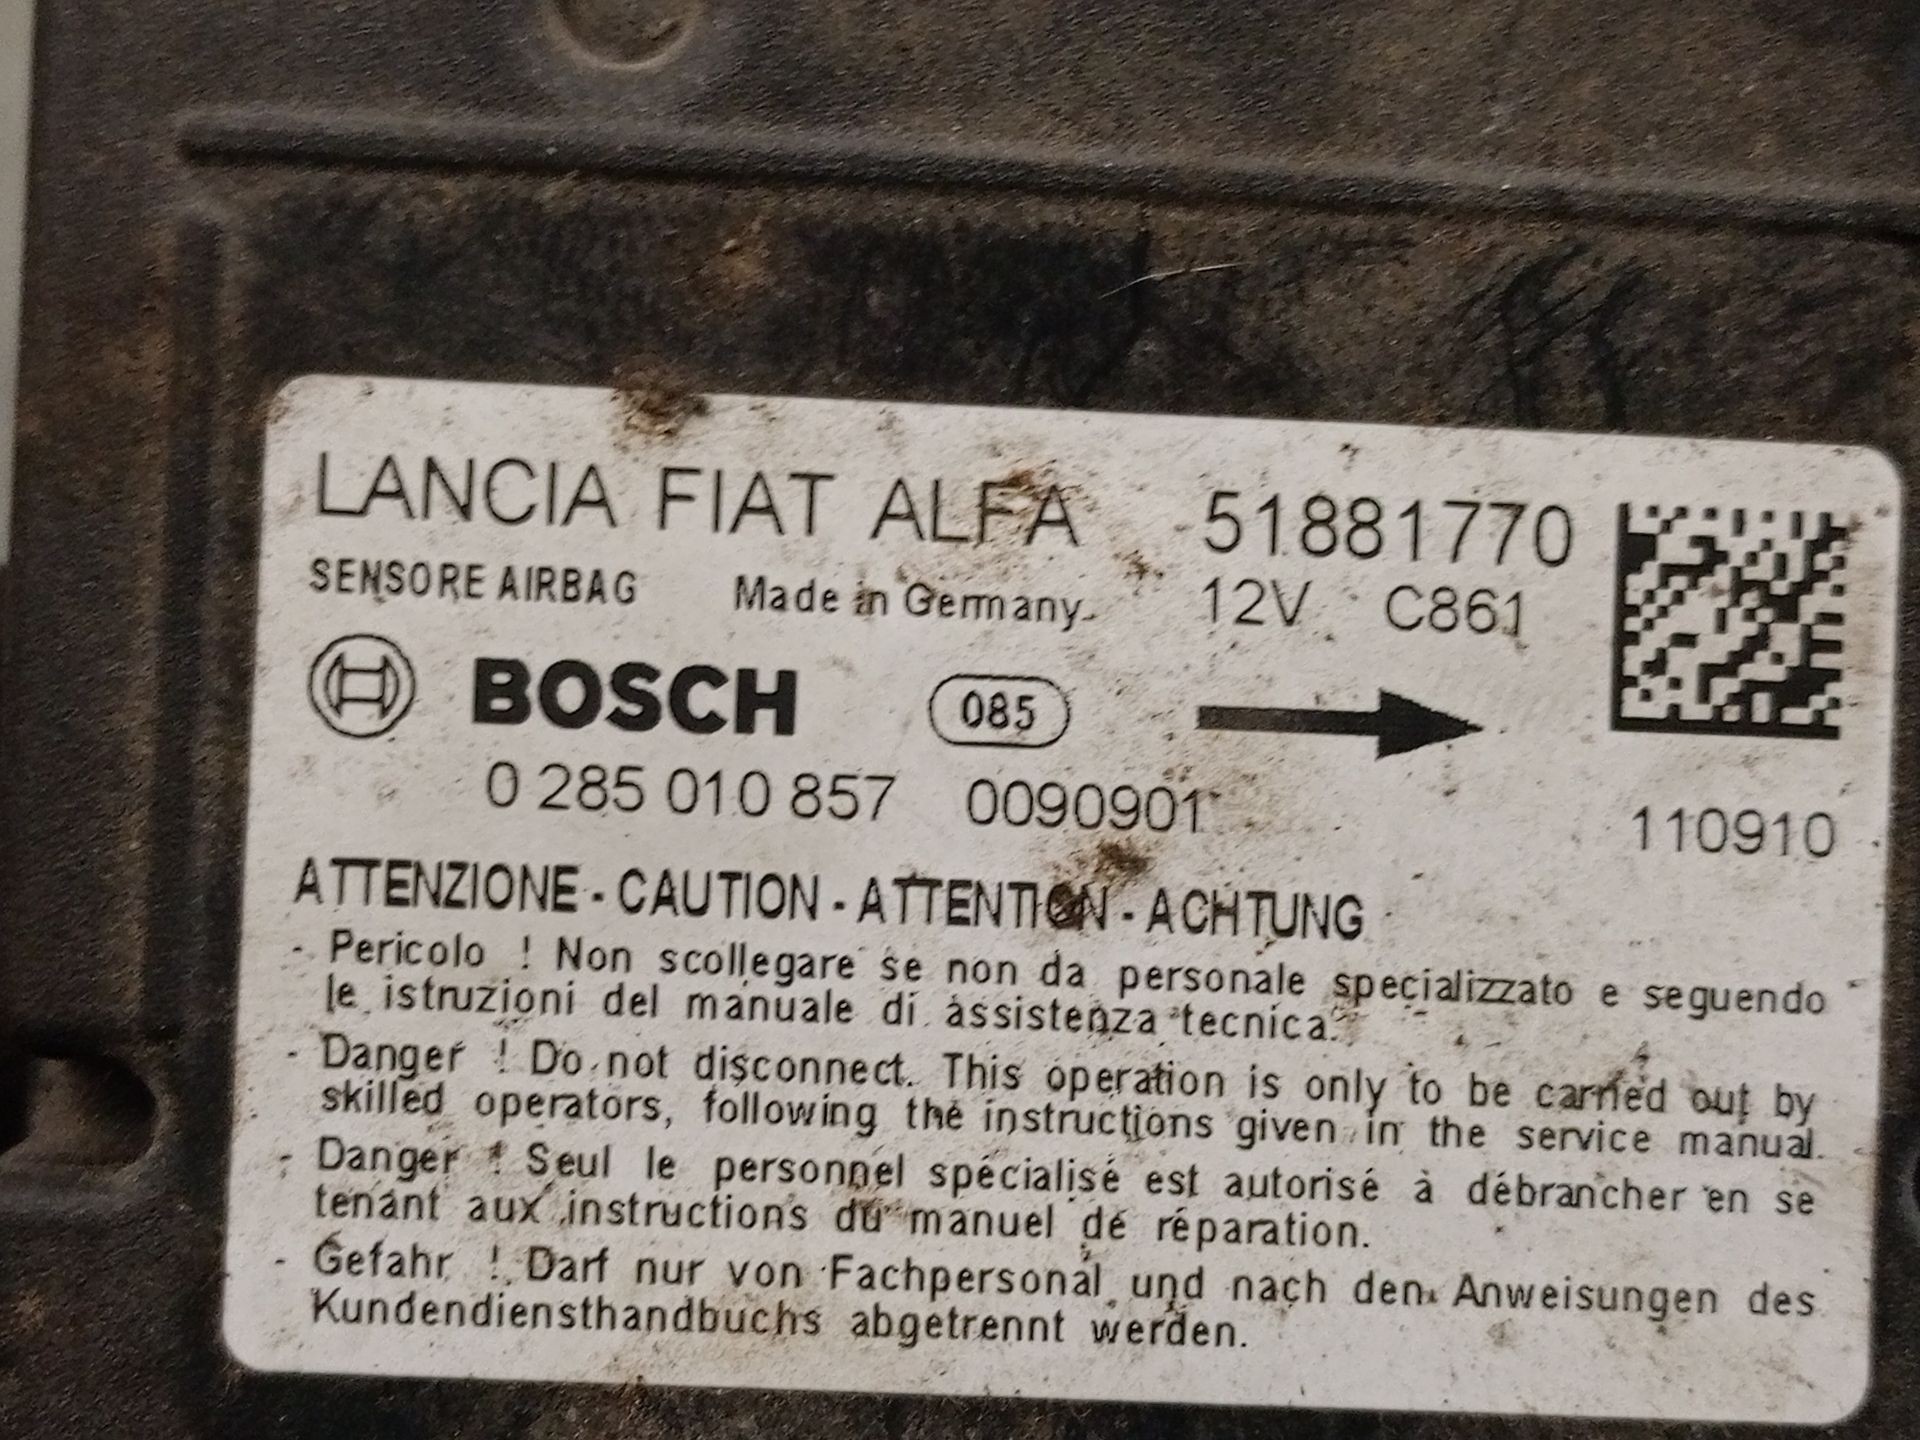 LANCIA FIAT ALFA 51881770
SENSORE AIRBAG Made in Germany 12V C861
BOSCH 085
0 285 010 857 0090901 110910
ATTENZIONE - CAUTION - ATTENTION - ACHTUNG
- Pericolo ! Non scollegare se non da personale specializzato e seguendo
le istruzioni del manuale di assistenza tecnica.
- Danger ! Do not disconnect. This operation is only to be carried out by
skilled operators, following the instructions given in the service manual.
- Danger ! Seul le personnel spécialisé est autorisé à débrancher en se
tenant aux instructions du manuel de réparation.
- Gefahr ! Darf nur von Fachpersonal und nach den Anweisungen des
Kundendiensthandbuchs abgetrennt werden.